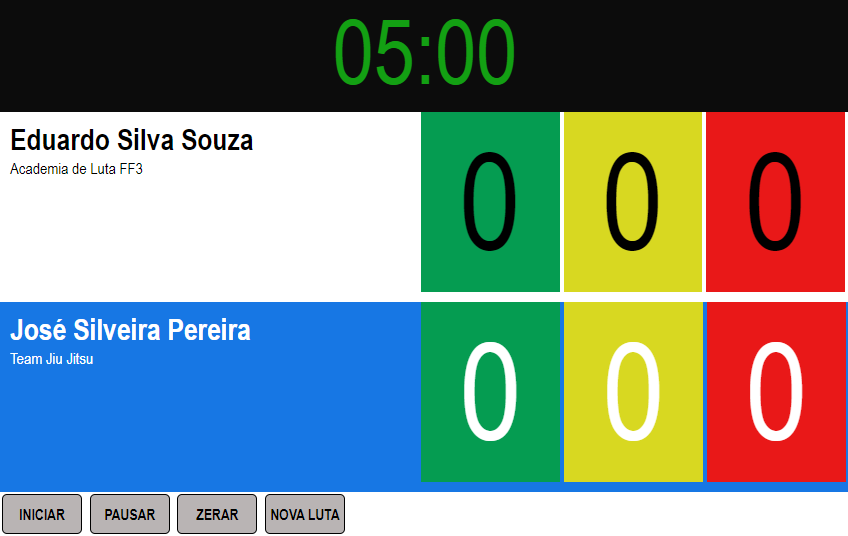 05:00
Eduardo Silva Souza
Academia de Luta FF3
0 0 0
José Silveira Pereira
Team Jiu Jitsu
0 0 0
INICIAR PAUSAR ZERAR NOVA LUTA